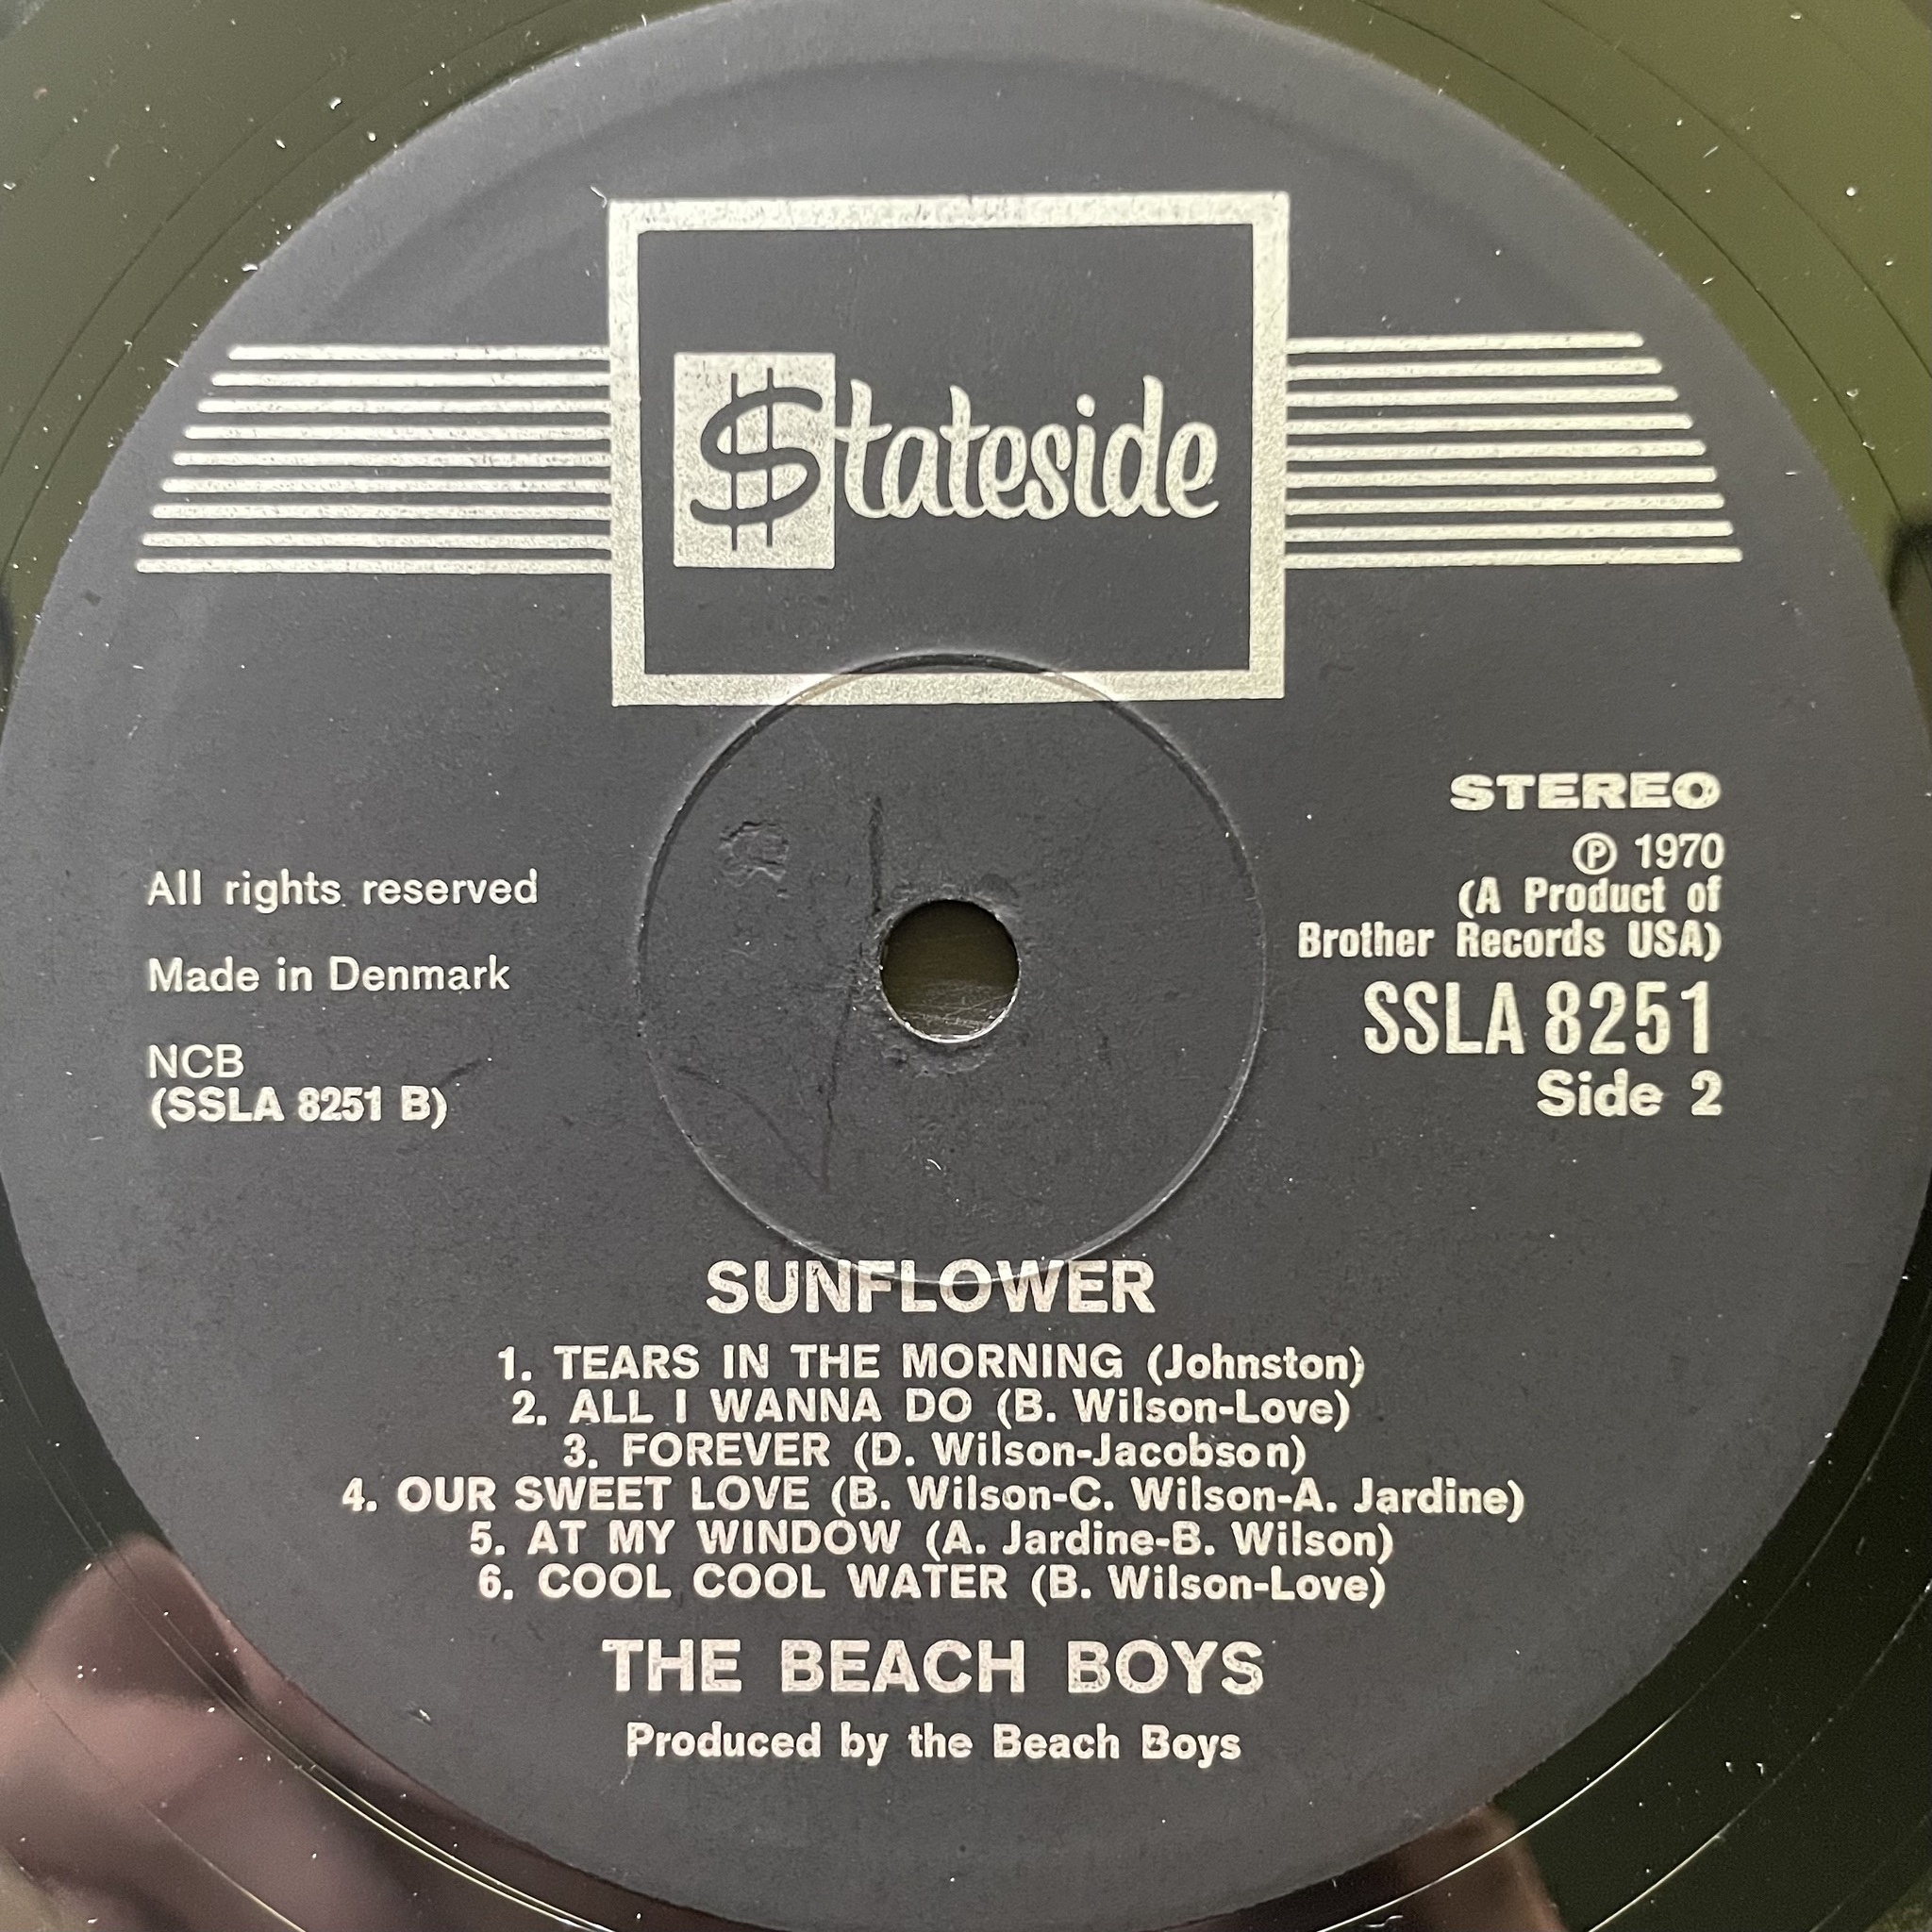 $tateside
STEREO
℗ 1970
(A Product of
Brother Records USA)
SSLA 8251
Side 2
All rights reserved
Made in Denmark
NCB
(SSLA 8251 B)
SUNFLOWER
1. TEARS IN THE MORNING (Johnston)
2. ALL I WANNA DO (B. Wilson-Love)
3. FOREVER (D. Wilson-Jacobson)
4. OUR SWEET LOVE (B. Wilson-C. Wilson-A. Jardine)
5. AT MY WINDOW (A. Jardine-B. Wilson)
6. COOL COOL WATER (B. Wilson-Love)
THE BEACH BOYS
Produced by the Beach Boys